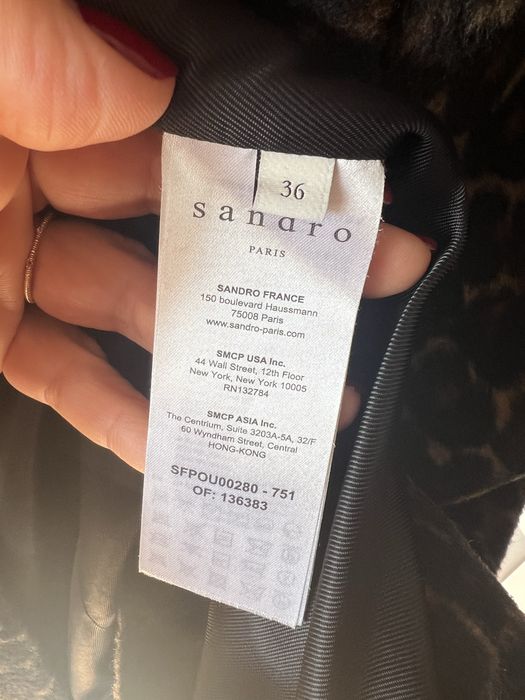 36
sandro
PARIS
SANDRO FRANCE
150 boulevard Haussmann
75008 Paris
www.sandro-paris.com
SMCP USA Inc.
44 Wall Street, 12th Floor
New York, New York 10005
RN132784
SMCP ASIA Inc.
The Centrium, Suite 3203A-5A, 32/F
60 Wyndham Street, Central
HONG-KONG
SFPOU00280 - 751
OF: 136383